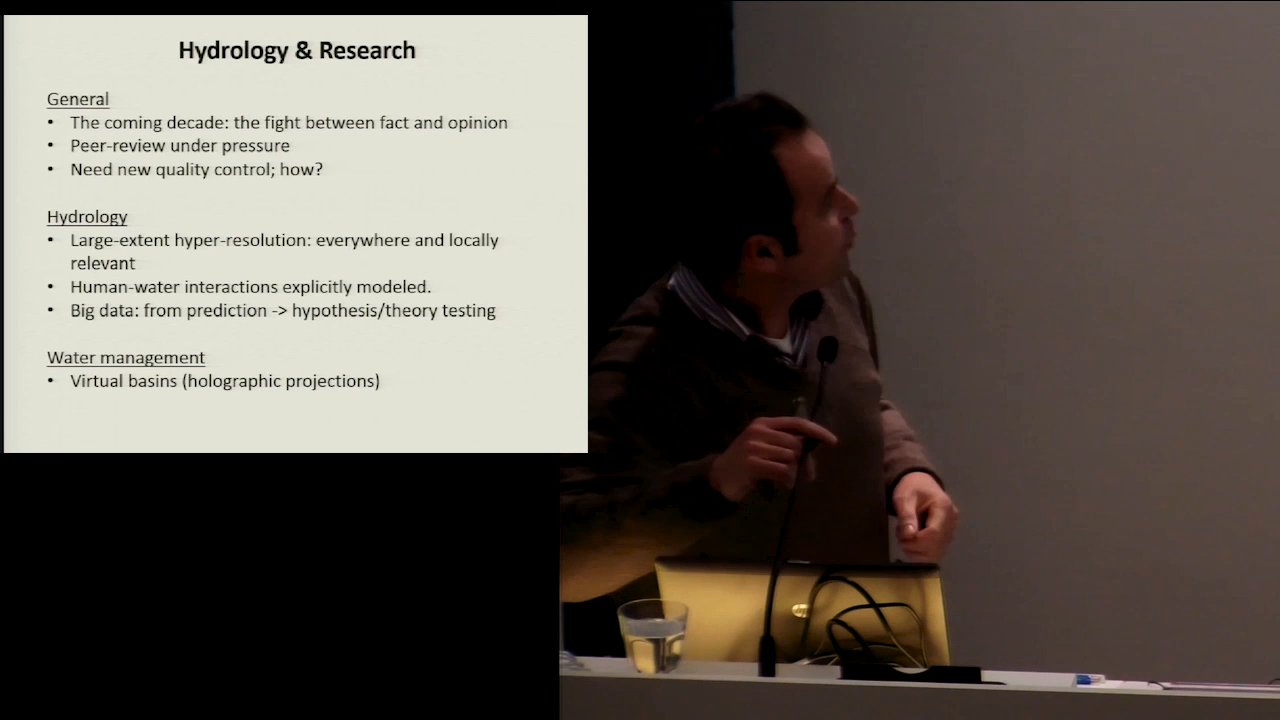 Hydrology & Research
General
• The coming decade: the fight between fact and opinion
• Peer-review under pressure
• Need new quality control; how?
Hydrology
• Large-extent hyper-resolution: everywhere and locally
relevant
• Human-water interactions explicitly modeled.
• Big data: from prediction -> hypothesis/theory testing
Water management
• Virtual basins (holographic projections)
hp